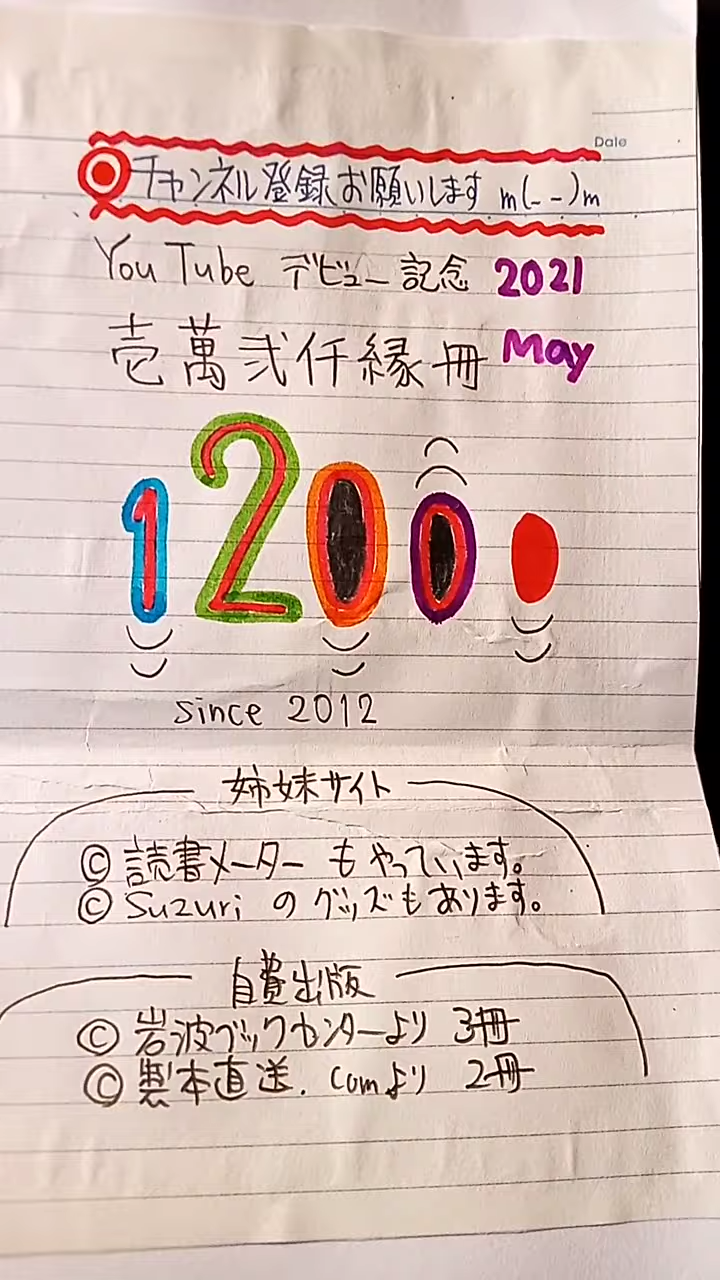 Date
チャンネル登録お願いします m(--)m
YouTube デビュー記念 2021
壱萬弐仟縁冊 May
1200
since 2012
姉妹サイト
© 読書メーター もやっています。
© Suzuri のグッズもあります。
自費出版
© 岩波ブックセンターより 3冊
© 製本直送.comより 2冊